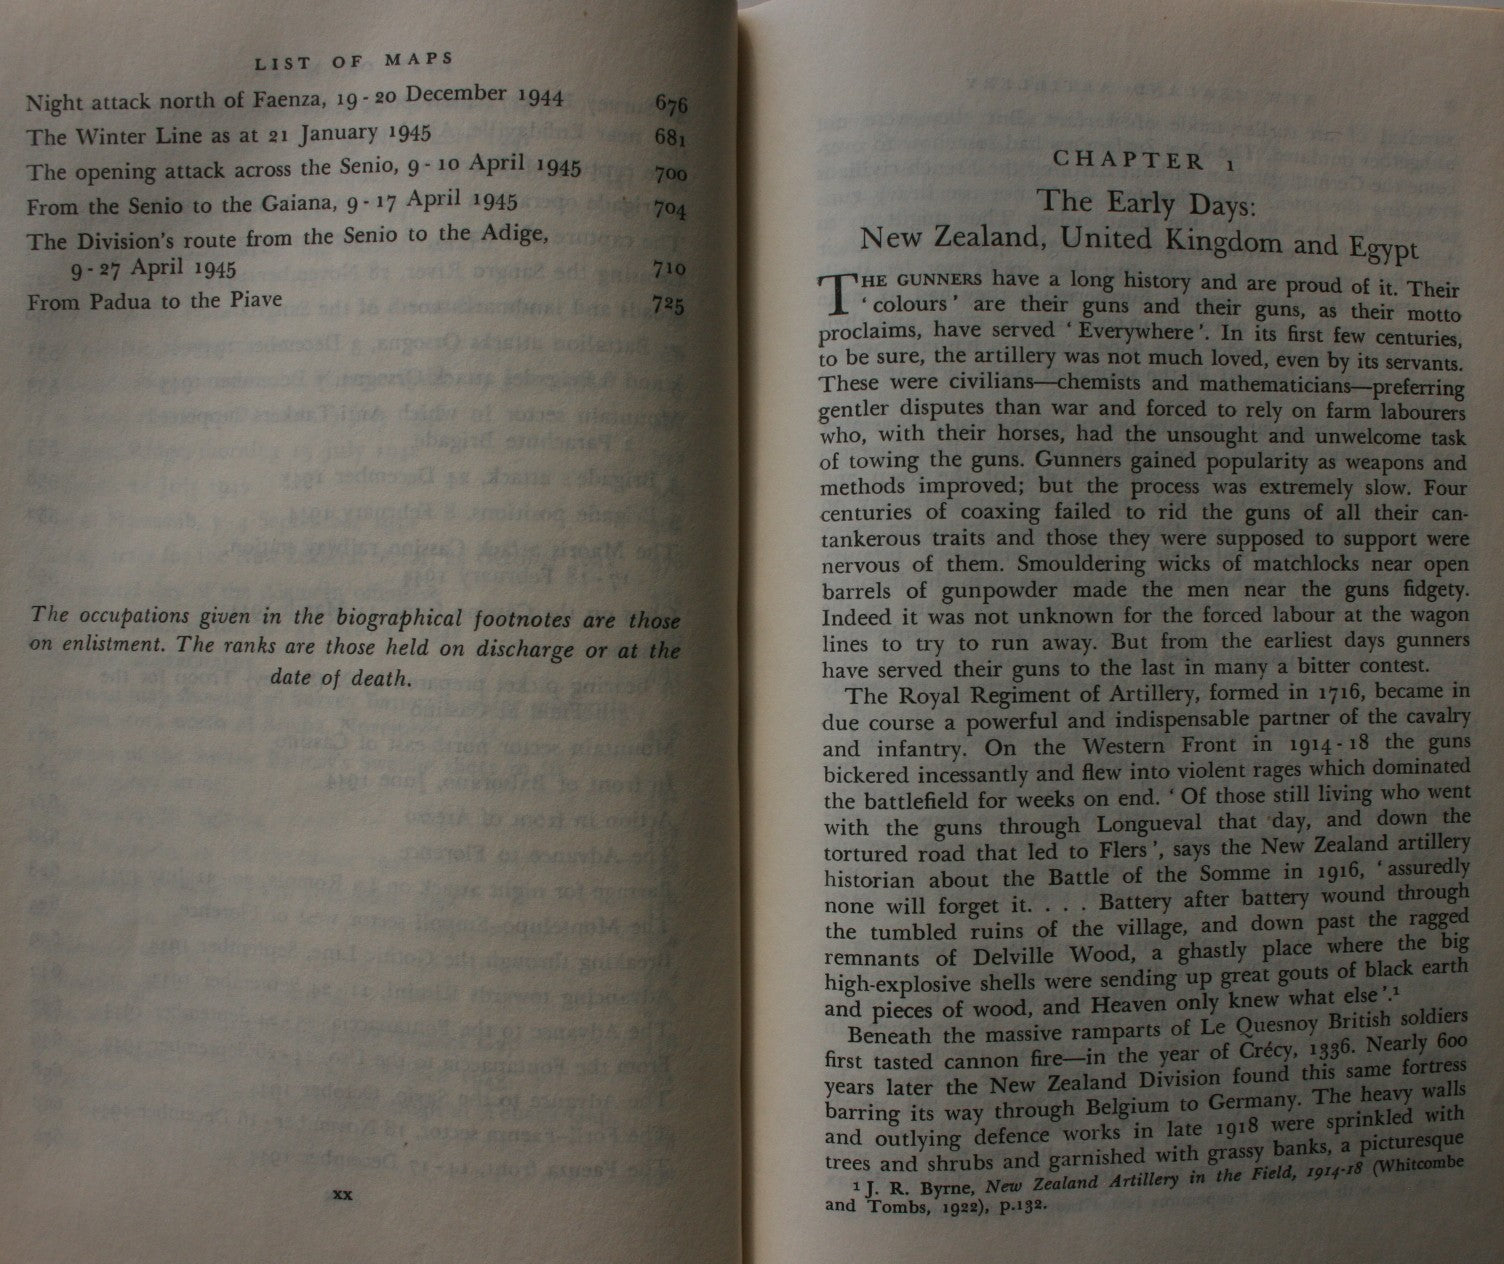 LIST OF MAPS
Night attack north of Faenza, 19-20 December 1944 676
The Winter Line as at 21 January 1945 681
The opening attack across the Senio, 9-10 April 1945 700
From the Senio to the Gaiana, 9-17 April 1945 704
The Division's route from the Senio to the Adige,
9-27 April 1945 710
From Padua to the Piave 725
The occupations given in the biographical footnotes are those
on enlistment. The ranks are those held on discharge or at the
date of death.
xx
CHAPTER 1
The Early Days:
New Zealand, United Kingdom and Egypt
THE GUNNERS have a long history and are proud of it. Their
'colours' are their guns and their guns, as their motto
proclaims, have served 'Everywhere'. In its first few centuries,
to be sure, the artillery was not much loved, even by its servants.
These were civilians—chemists and mathematicians—preferring
gentler disputes than war and forced to rely on farm labourers
who, with their horses, had the unsought and unwelcome task
of towing the guns. Gunners gained popularity as weapons and
methods improved; but the process was extremely slow. Four
centuries of coaxing failed to rid the guns of all their can-
tankerous traits and those they were supposed to support were
nervous of them. Smouldering wicks of matchlocks near open
barrels of gunpowder made the men near the guns fidgety.
Indeed it was not unknown for the forced labour at the wagon
lines to try to run away. But from the earliest days gunners
have served their guns to the last in many a bitter contest.
The Royal Regiment of Artillery, formed in 1716, became in
due course a powerful and indispensable partner of the cavalry
and infantry. On the Western Front in 1914-18 the guns
bickered incessantly and flew into violent rages which dominated
the battlefield for weeks on end. 'Of those still living who went
with the guns through Longueval that day, and down the
tortured road that led to Flers', says the New Zealand artillery
historian about the Battle of the Somme in 1916, 'assuredly
none will forget it. . . . Battery after battery wound through
the tumbled ruins of the village, and down past the ragged
remnants of Delville Wood, a ghastly place where the big
high-explosive shells were sending up great gouts of black earth
and pieces of wood, and Heaven only knew what else'.1
Beneath the massive ramparts of Le Quesnoy British soldiers
first tasted cannon fire—in the year of Crécy, 1336. Nearly 600
years later the New Zealand Division found this same fortress
barring its way through Belgium to Germany. The heavy walls
and outlying defence works in late 1918 were sprinkled with
trees and shrubs and garnished with grassy banks, a picturesque
1 J. R. Byrne, New Zealand Artillery in the Field, 1914-18 (Whitcombe
and Tombs, 1922), p.132.